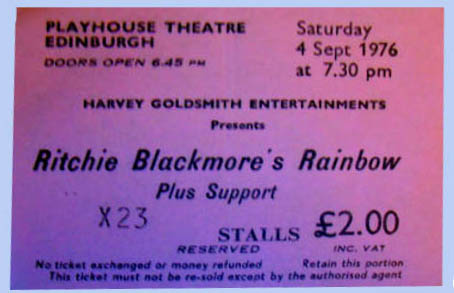 PLAYHOUSE THEATRE
EDINBURGH
DOORS OPEN 6.45 PM
Saturday
4 Sept 1976
at 7.30 pm
HARVEY GOLDSMITH ENTERTAINMENTS
Presents
Ritchie Blackmore's Rainbow
Plus Support
X23
STALLS £2.00
RESERVED INC. VAT
No ticket exchanged or money refunded Retain this portion
This ticket must not be re-sold except by the authorised agent